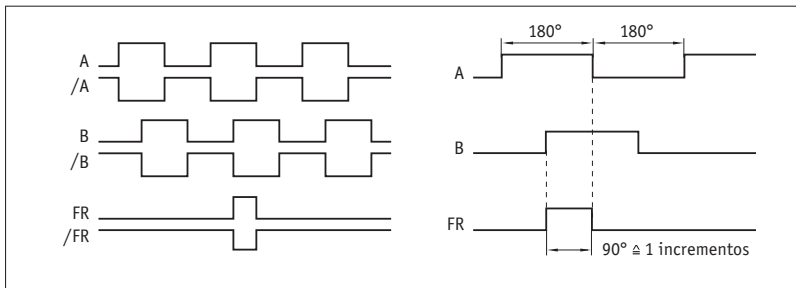 A
/A
B
/B
FR
/FR
180° 180°
A
B
FR
90° ≙ 1 incrementos